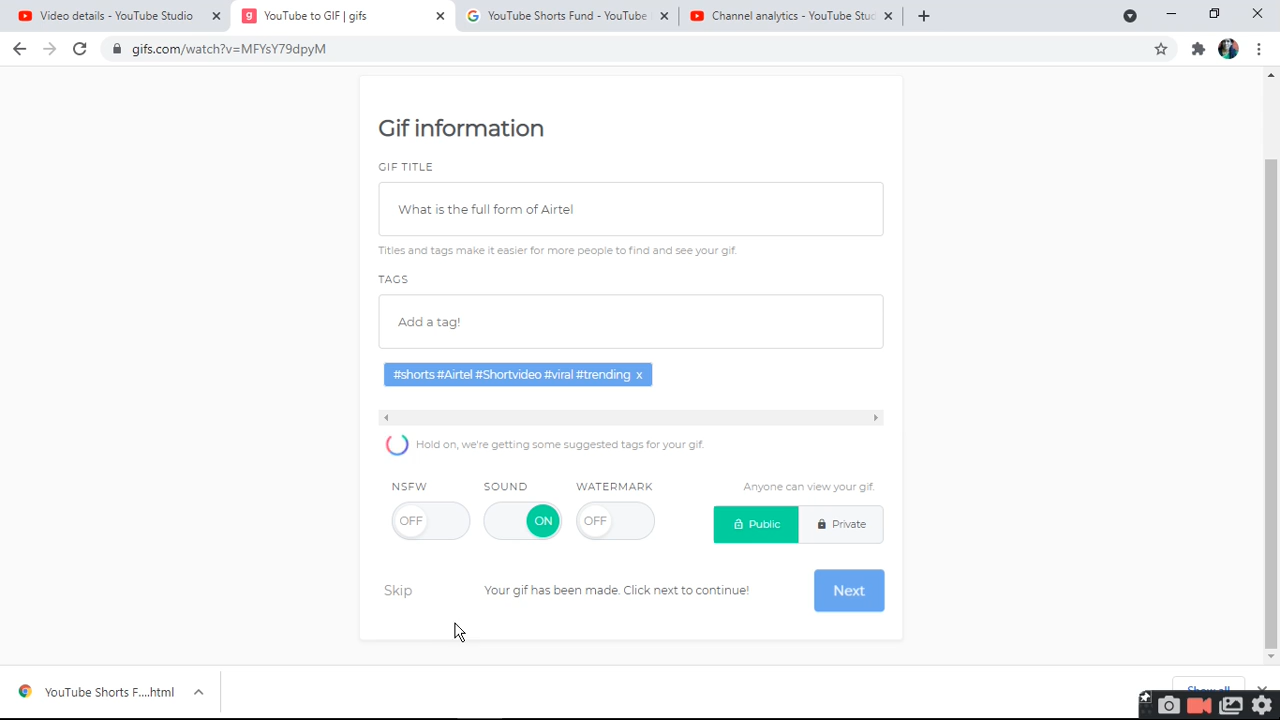 Video details - YouTube Studio
YouTube to GIF | gifs
YouTube Shorts Fund - YouTube
Channel analytics - YouTube Stu
gifs.com/watch?v=MFYsY79dpyM
Gif information
GIF TITLE
What is the full form of Airtel
Titles and tags make it easier for more people to find and see your gif.
TAGS
Add a tag!
#shorts #Airtel #Shortvideo #viral #trending x
Hold on, we're getting some suggested tags for your gif.
NSFW SOUND WATERMARK Anyone can view your gif.
OFF ON OFF Public Private
Skip Your gif has been made. Click next to continue! Next
YouTube Shorts F....html
Show all